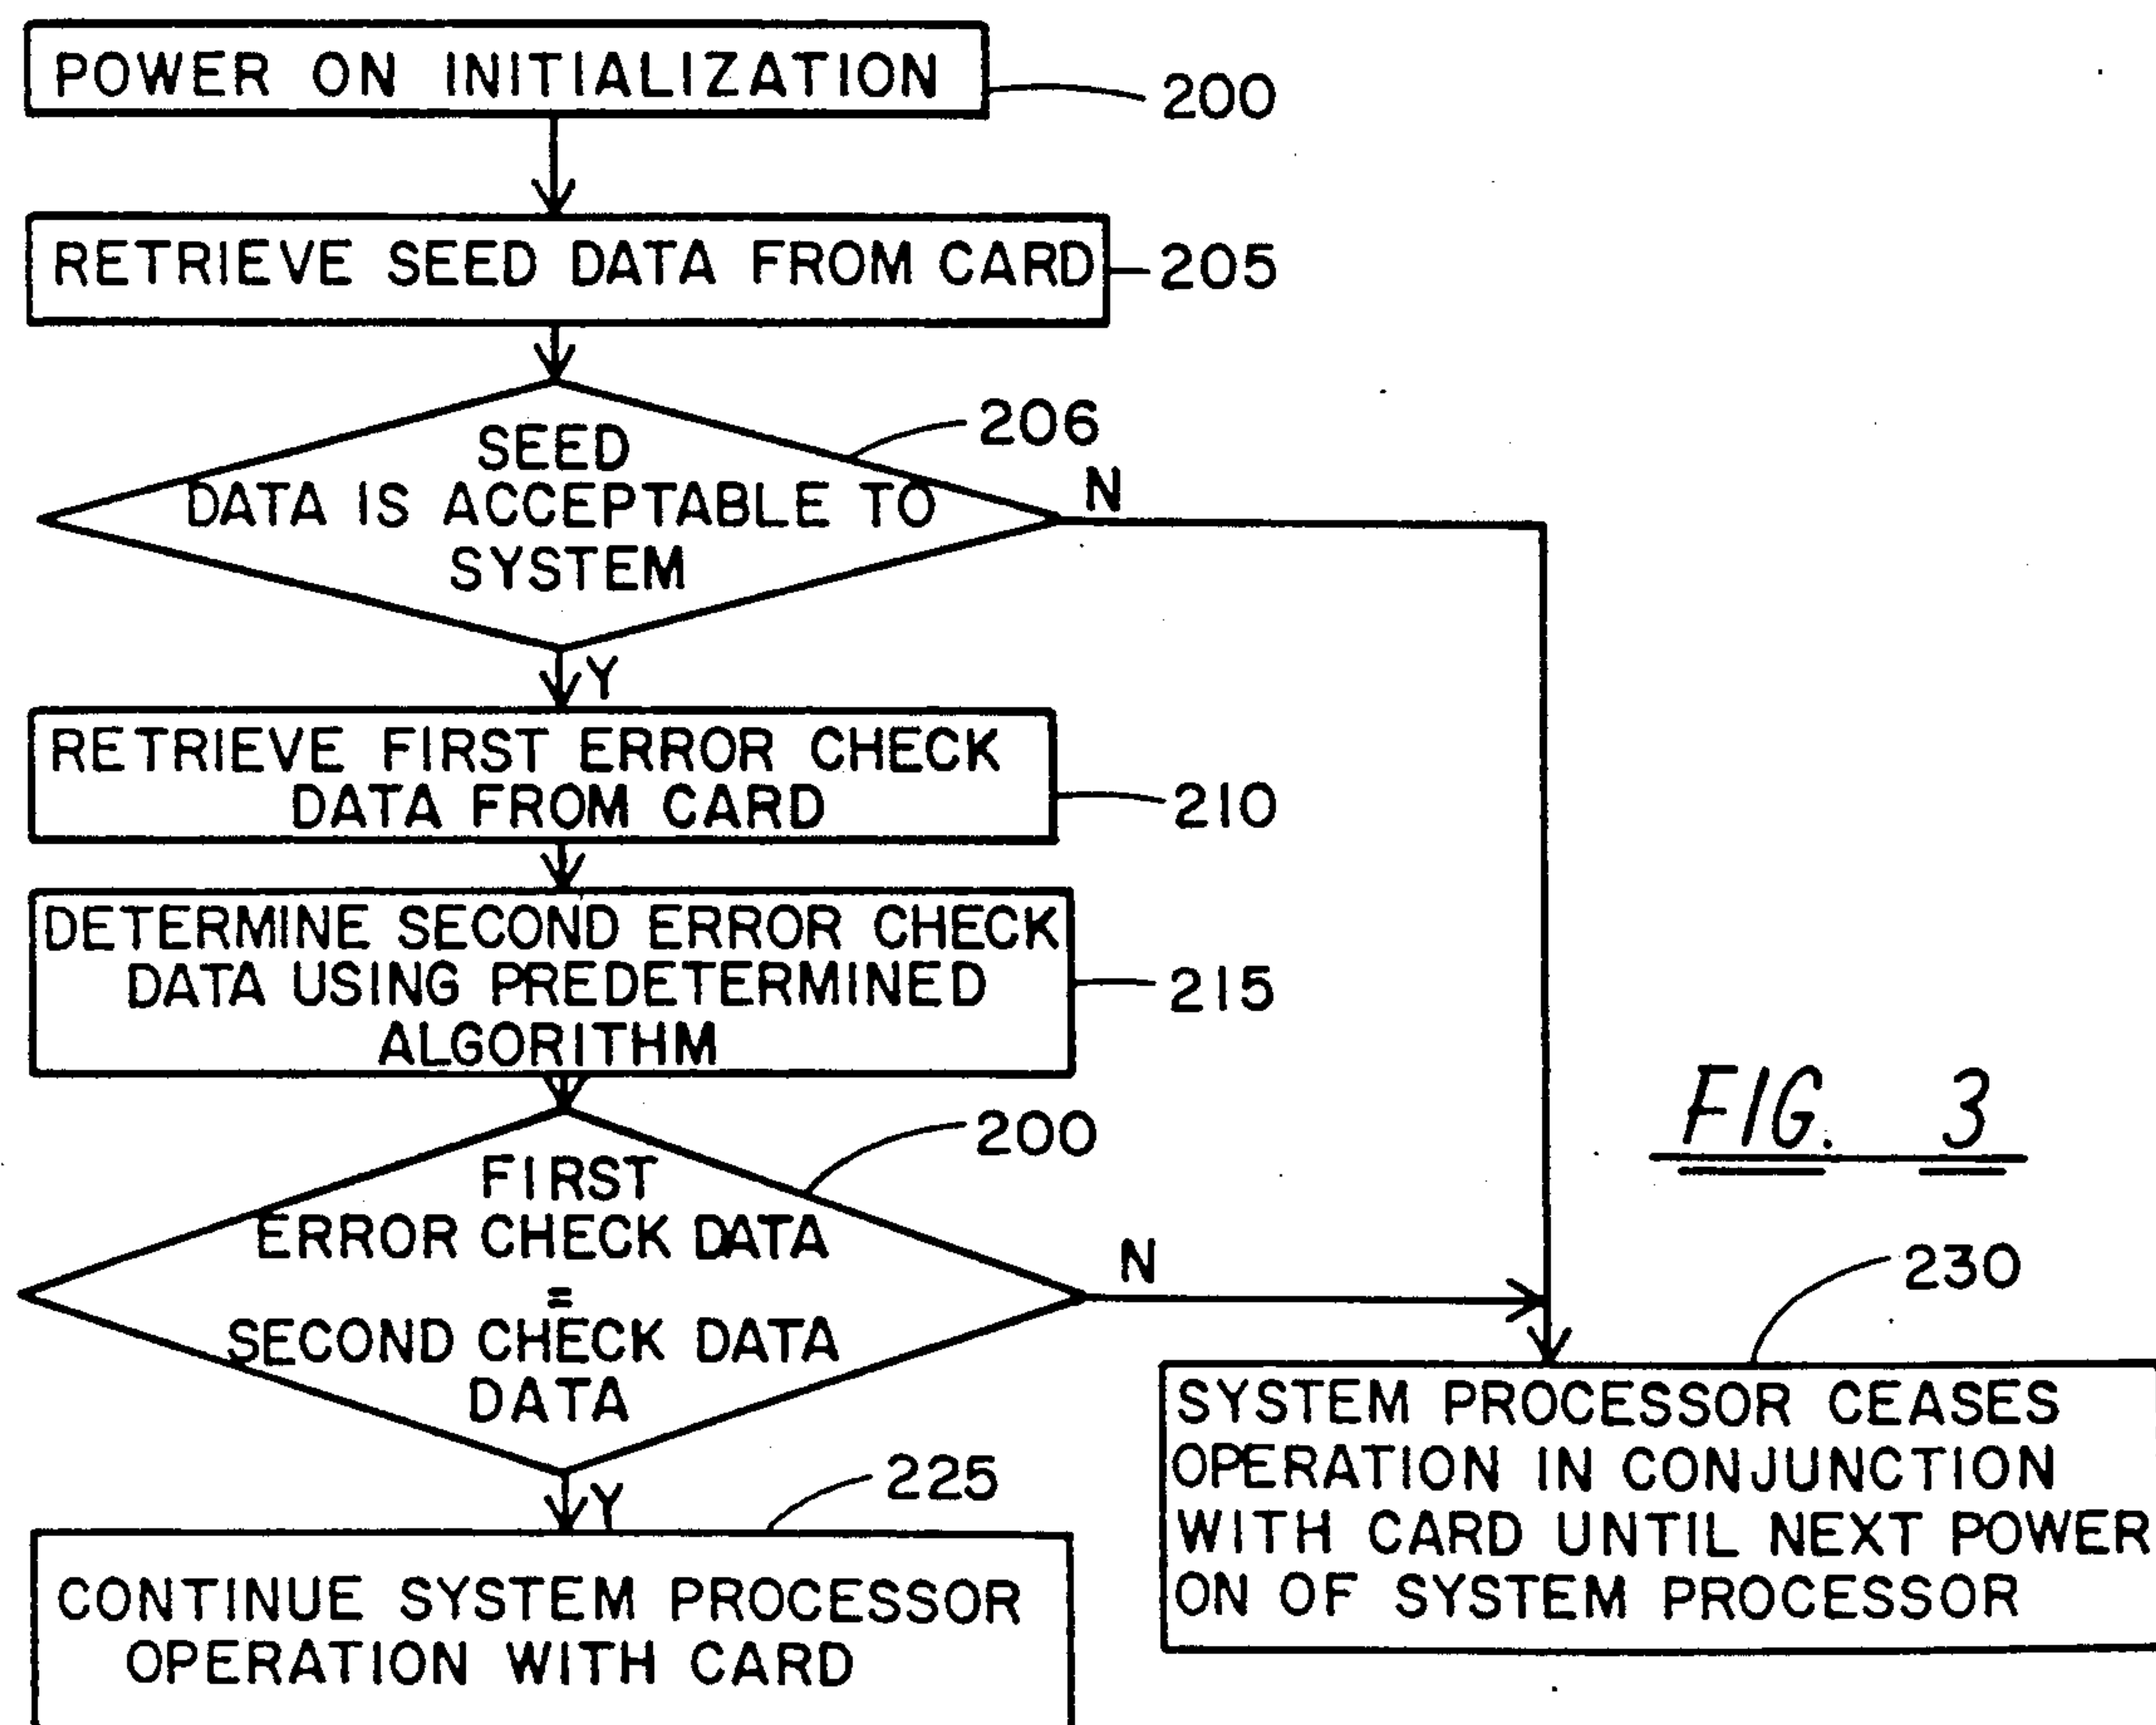 POWER ON INITIALIZATION
200
RETRIEVE SEED DATA FROM CARD
205
206
SEED
DATA IS ACCEPTABLE TO
SYSTEM
N
Y
RETRIEVE FIRST ERROR CHECK
DATA FROM CARD
210
DETERMINE SECOND ERROR CHECK
DATA USING PREDETERMINED
ALGORITHM
215
200
FIRST
ERROR CHECK DATA
=
SECOND CHECK DATA
DATA
N
Y
FIG. 3
225
CONTINUE SYSTEM PROCESSOR
OPERATION WITH CARD
230
SYSTEM PROCESSOR CEASES
OPERATION IN CONJUNCTION
WITH CARD UNTIL NEXT POWER
ON OF SYSTEM PROCESSOR